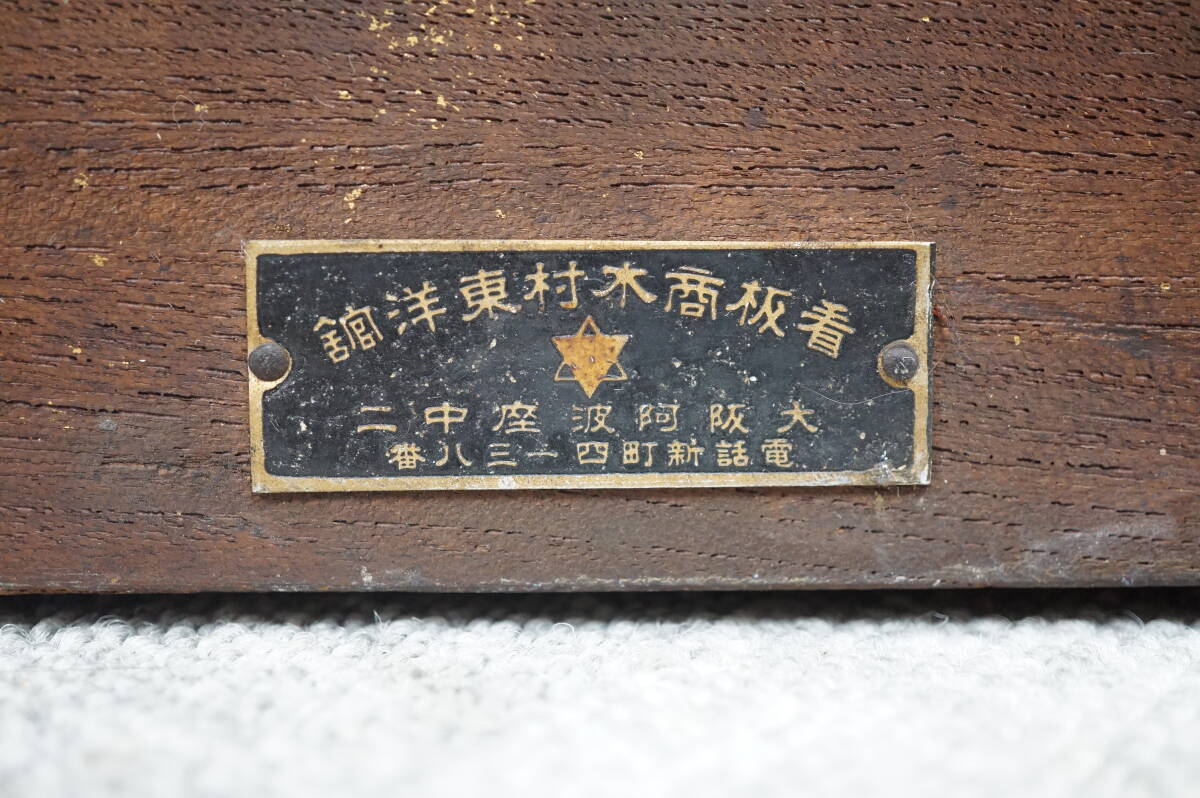 看板商木村東洋館
大阪阿波座中二
電話新町四一三八番